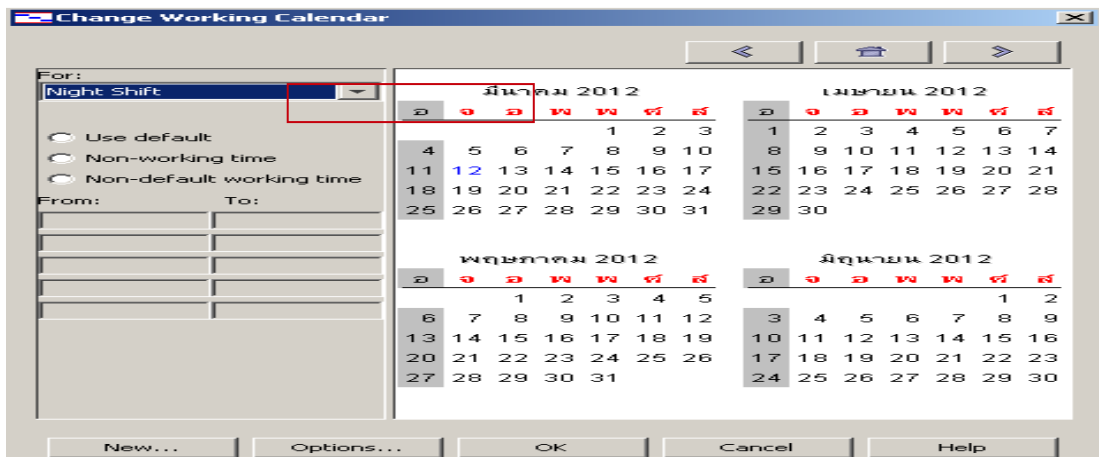 Change Working Calendar
For:
Night Shift
Use default
Non-working time
Non-default working time
From: To:
มีนาคม 2012
อ จ อ พ พ ศ ส
1 2 3
4 5 6 7 8 9 10
11 12 13 14 15 16 17
18 19 20 21 22 23 24
25 26 27 28 29 30 31
เมษายน 2012
อ จ อ พ พ ศ ส
1 2 3 4 5 6 7
8 9 10 11 12 13 14
15 16 17 18 19 20 21
22 23 24 25 26 27 28
29 30
พฤษภาคม 2012
อ จ อ พ พ ศ ส
1 2 3 4 5
6 7 8 9 10 11 12
13 14 15 16 17 18 19
20 21 22 23 24 25 26
27 28 29 30 31
มิถุนายน 2012
อ จ อ พ พ ศ ส
1 2
3 4 5 6 7 8 9
10 11 12 13 14 15 16
17 18 19 20 21 22 23
24 25 26 27 28 29 30
New... Options... OK Cancel Help